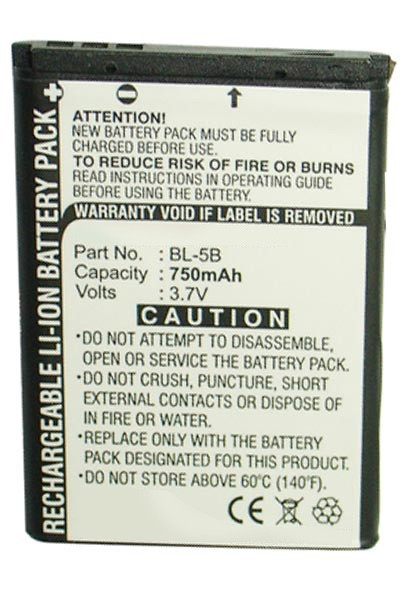 RECHARGEABLE LI-ION BATTERY PACK +
ATTENTION!
NEW BATTERY PACK MUST BE FULLY
CHARGED BEFORE FIRST USE.
TO REDUCE RISK OF FIRE OR BURNS
READ INSTRUCTIONS IN OPERATING GUIDE
BEFORE BATTERY USE
WARRANTY VOID IF LABEL IS REMOVED
Part No. : BL-5B
Capacity : 750mAh
Volts : 3.7V
CAUTION
•DO NOT ATTEMPT TO DISASSEMBLE,
OPEN OR SERVICE THE BATTERY PACK.
•DO NOT CRUSH, PUNCTURE, SHORT
EXTERNAL CONTACTS OR DISPOSE OF
IN FIRE OR WATER.
•REPLACE ONLY WITH THE BATTERY
PACK DESIGNATED FOR THIS PRODUCT.
•DO NOT STORE ABOVE 60°C (140°F).
CE